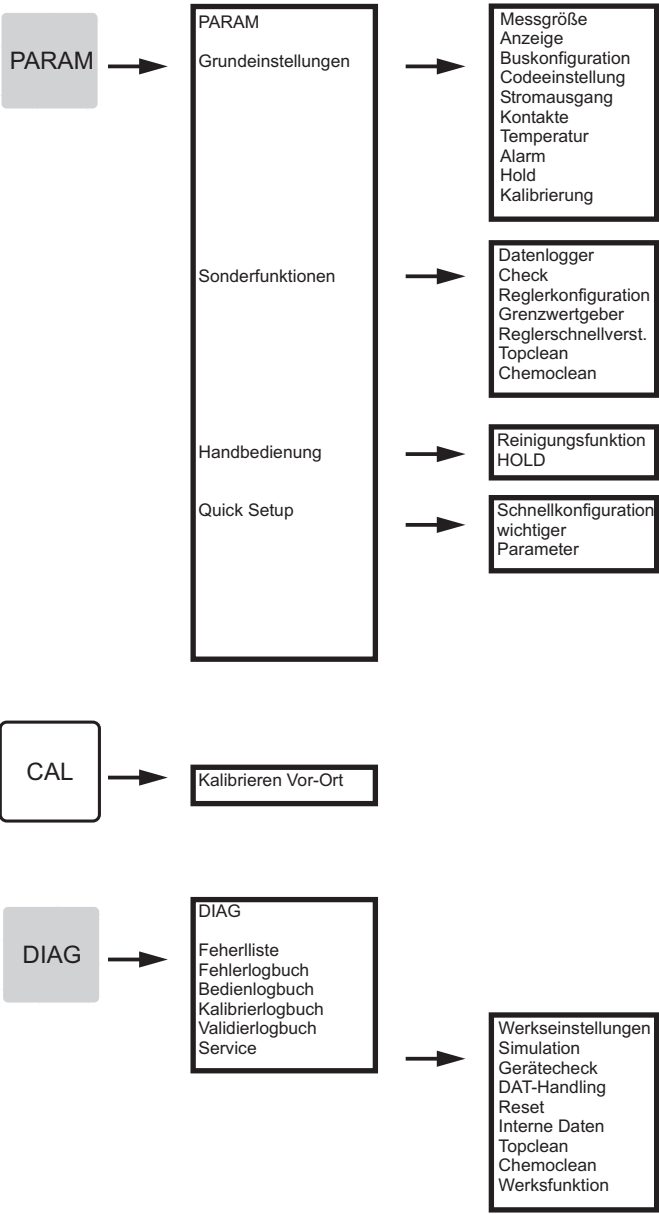 PARAM
PARAM
Grundeinstellungen
Messgröße
Anzeige
Buskonfiguration
Codeeinstellung
Stromausgang
Kontakte
Temperatur
Alarm
Hold
Kalibrierung
Sonderfunktionen
Datenlogger
Check
Reglerkonfiguration
Grenzwertgeber
Reglerschnellverst.
Topclean
Chemoclean
Handbedienung
Reinigungsfunktion
HOLD
Quick Setup
Schnellkonfiguration
wichtiger
Parameter
CAL
Kalibrieren Vor-Ort
DIAG
DIAG
Feherlliste
Fehlerlogbuch
Bedienlogbuch
Kalibrierlogbuch
Validierlogbuch
Service
Werkseinstellungen
Simulation
Gerätecheck
DAT-Handling
Reset
Interne Daten
Topclean
Chemoclean
Werksfunktion